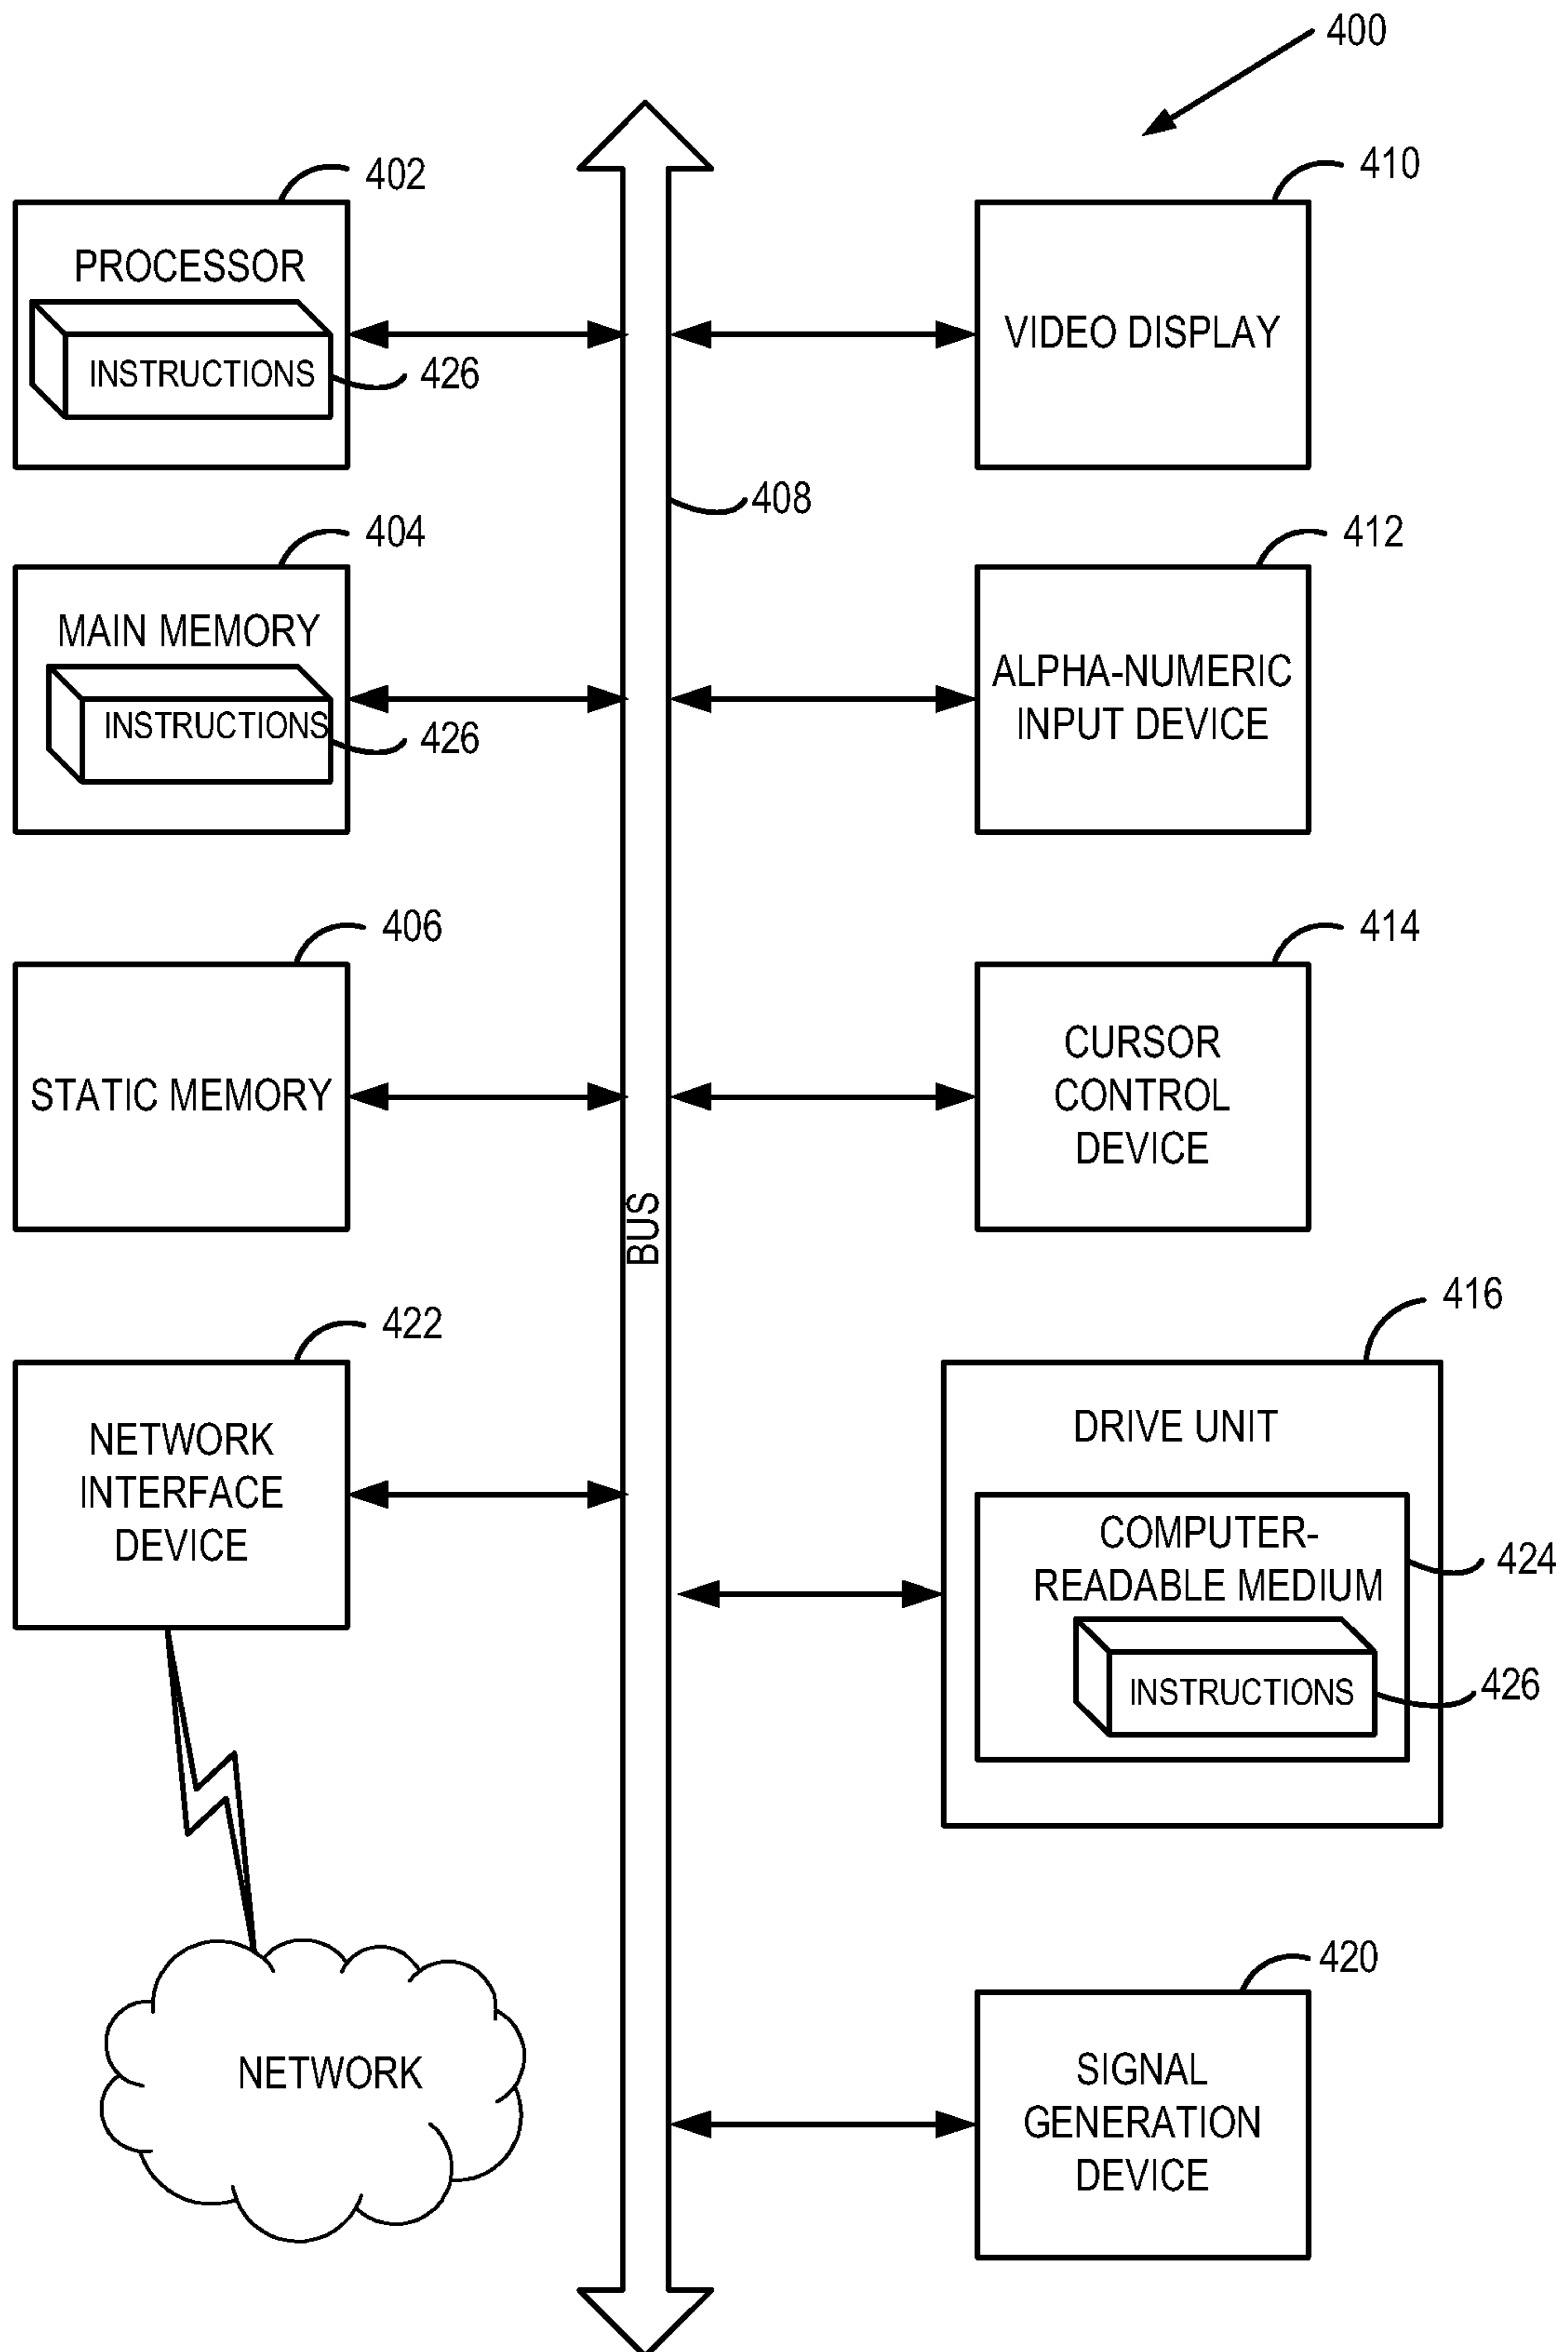 400
402
PROCESSOR
INSTRUCTIONS
426
404
MAIN MEMORY
INSTRUCTIONS
426
406
STATIC MEMORY
422
NETWORK
INTERFACE
DEVICE
NETWORK
408
BUS
410
VIDEO DISPLAY
412
ALPHA-NUMERIC
INPUT DEVICE
414
CURSOR
CONTROL
DEVICE
416
DRIVE UNIT
COMPUTER-
READABLE MEDIUM
424
INSTRUCTIONS
426
420
SIGNAL
GENERATION
DEVICE